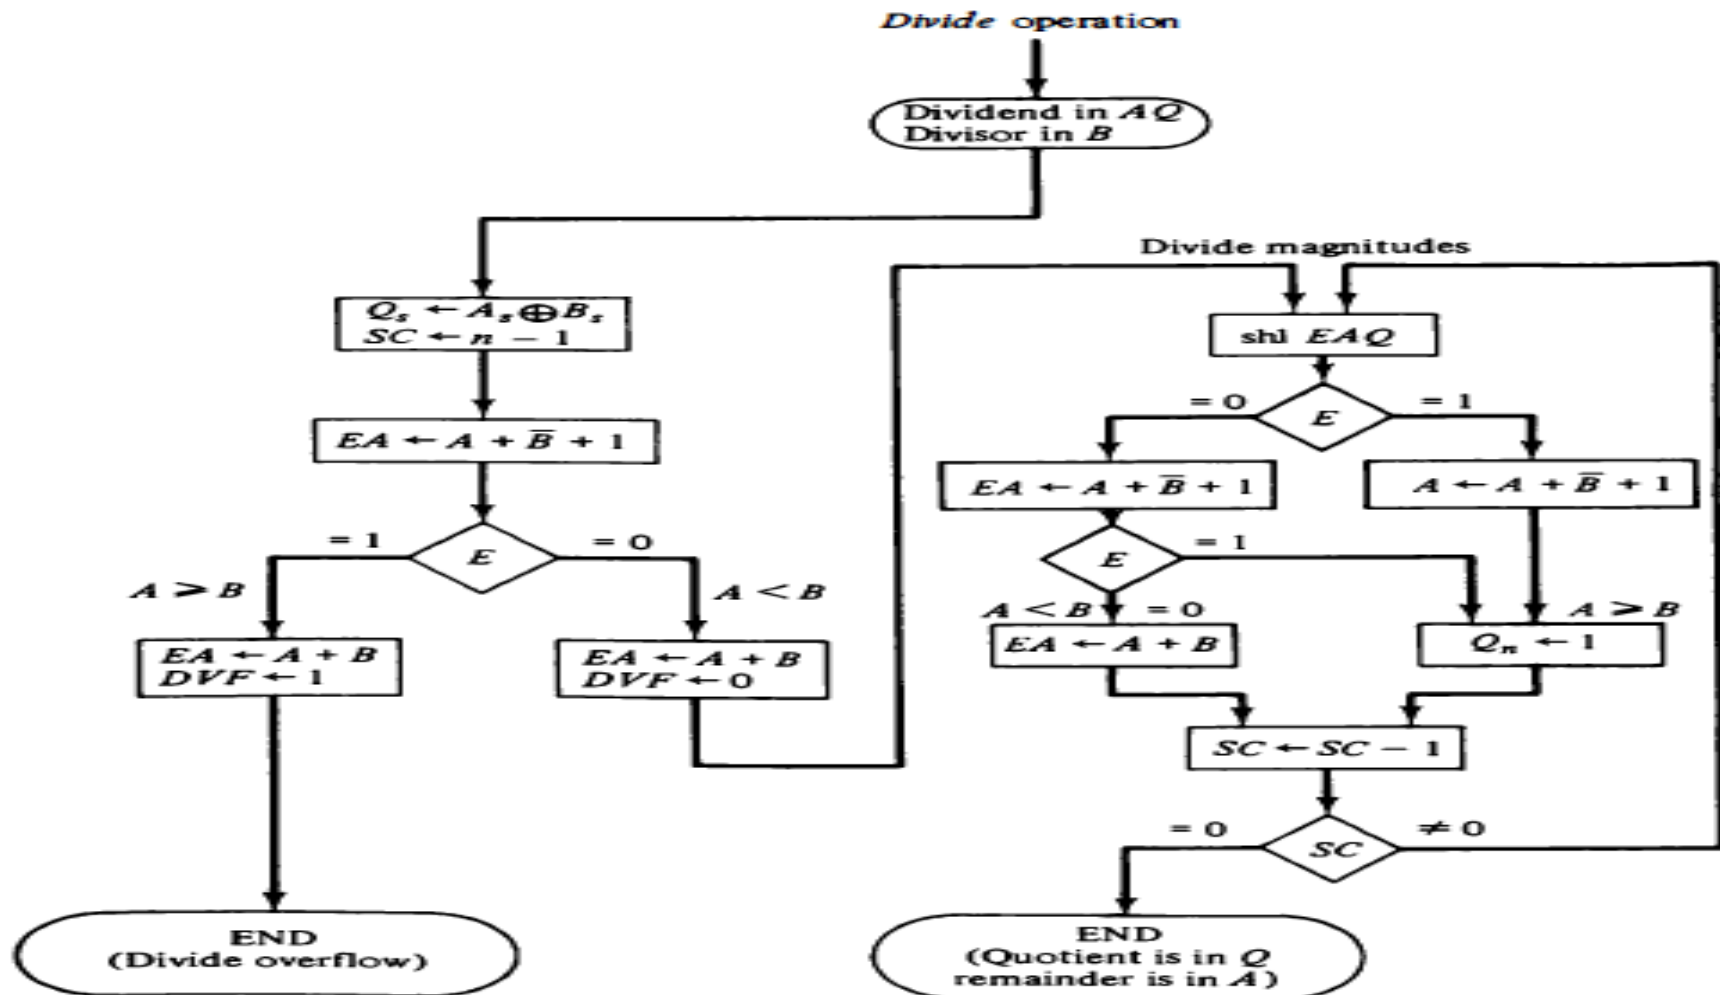 Divide operation
Dividend in AQ
Divisor in B
Qₛ ← Aₛ ⊕ Bₛ
SC ← n − 1
EA ← A + B̅ + 1
E
= 1
= 0
A ≥ B
A < B
EA ← A + B
DVF ← 1
EA ← A + B
DVF ← 0
END
(Divide overflow)
Divide magnitudes
shl EAQ
E
= 0
= 1
EA ← A + B̅ + 1
A ← A + B̅ + 1
E
= 1
A < B
= 0
A ≥ B
EA ← A + B
Qₙ ← 1
SC ← SC − 1
SC
= 0
≠ 0
END
(Quotient is in Q
remainder is in A)